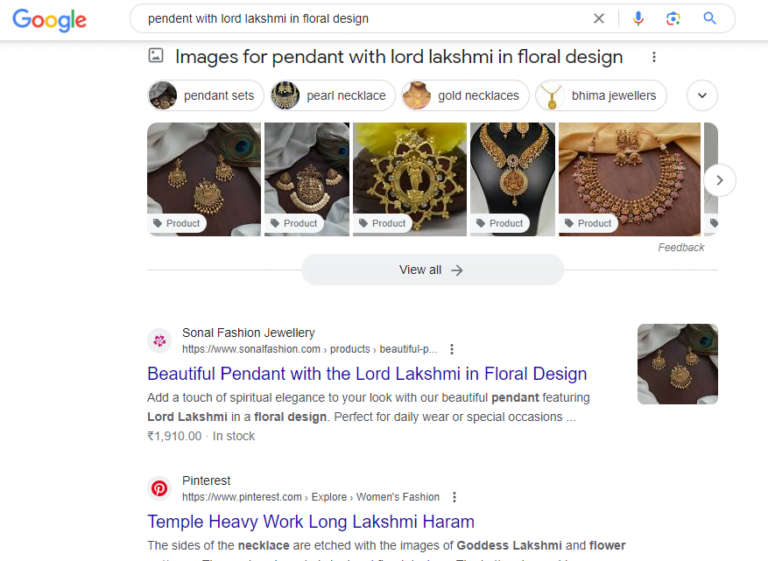 Google
pendent with lord lakshmi in floral design
Images for pendant with lord lakshmi in floral design
pendant sets
pearl necklace
gold necklaces
bhima jewellers
Product
Product
Product
Product
Product
Feedback
View all
Sonal Fashion Jewellery
https://www.sonalfashion.com › products › beautiful-p...
Beautiful Pendant with the Lord Lakshmi in Floral Design
Add a touch of spiritual elegance to your look with our beautiful pendant featuring
Lord Lakshmi in a floral design. Perfect for daily wear or special occasions ...
₹1,910.00 · In stock
Pinterest
https://www.pinterest.com › Explore › Women's Fashion
Temple Heavy Work Long Lakshmi Haram
The sides of the necklace are etched with the images of Goddess Lakshmi and flower